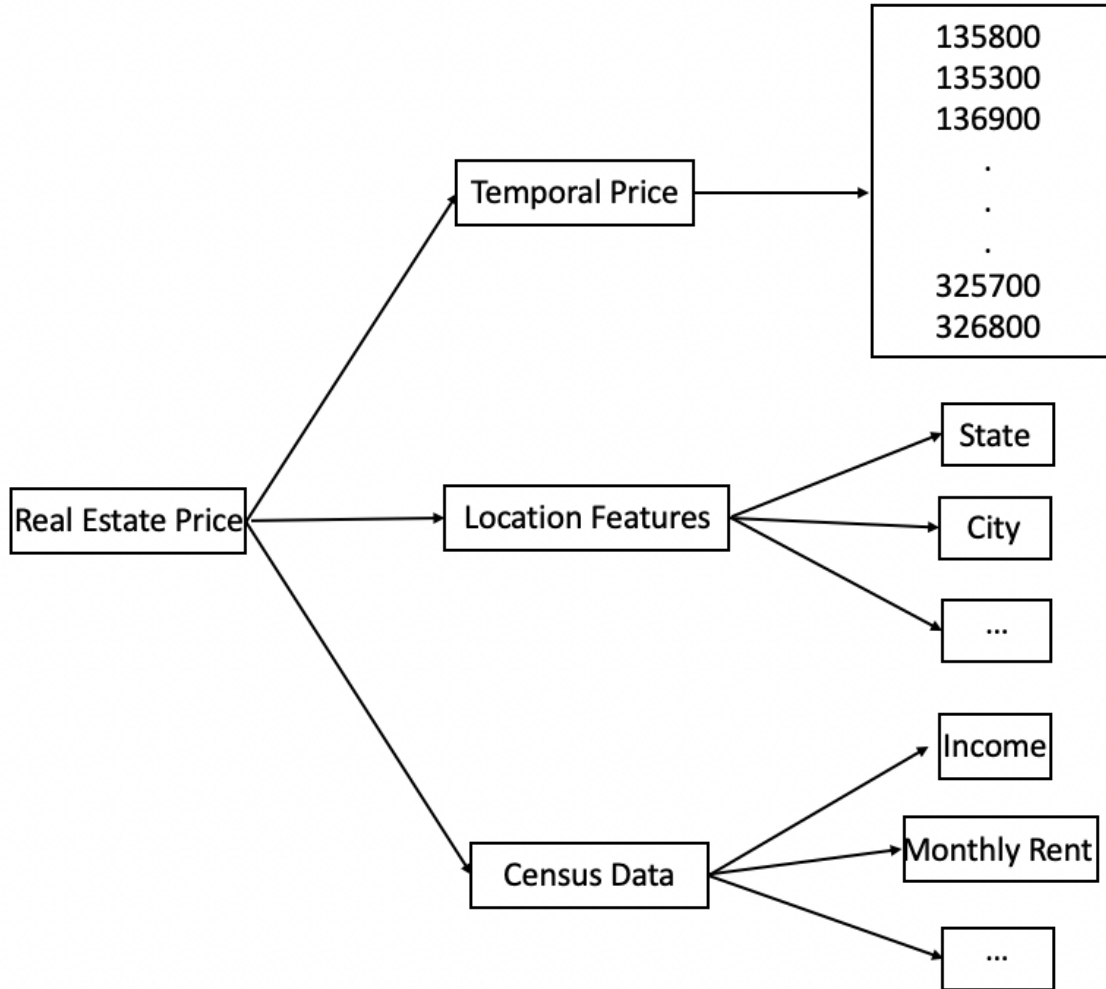 135800
135300
136900
.
.
.
325700
326800
Temporal Price
Real Estate Price
Location Features
State
City
...
Census Data
Income
Monthly Rent
...